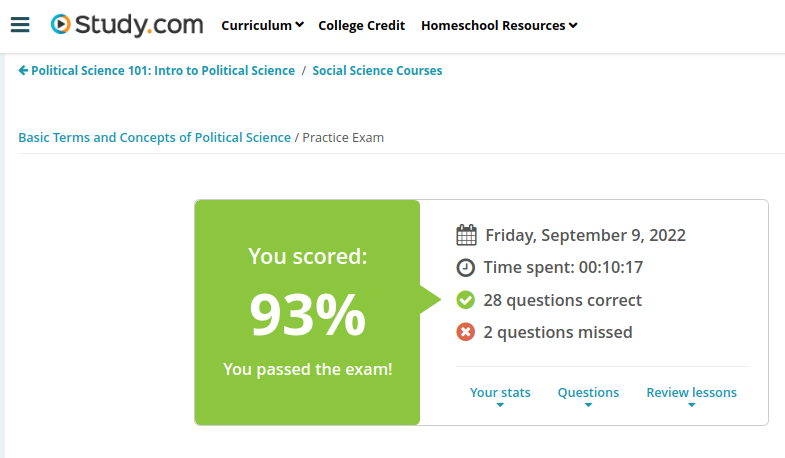 Study.com Curriculum College Credit Homeschool Resources
Political Science 101: Intro to Political Science / Social Science Courses
Basic Terms and Concepts of Political Science / Practice Exam
You scored:
93%
You passed the exam!
Friday, September 9, 2022
Time spent: 00:10:17
28 questions correct
2 questions missed
Your stats Questions Review lessons